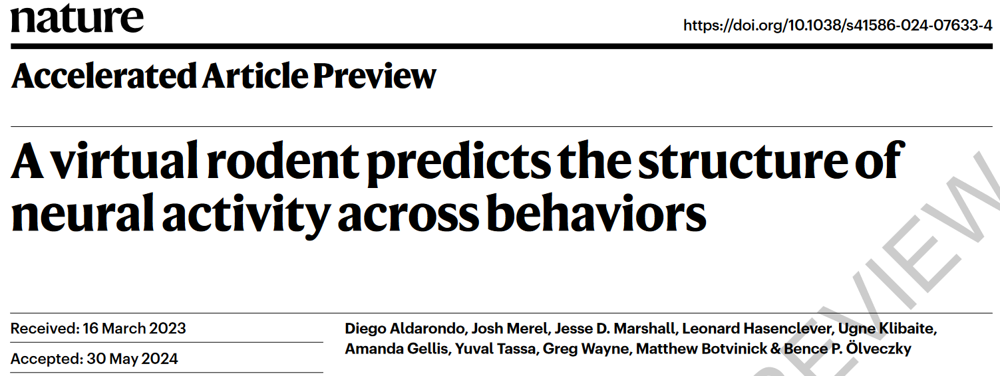 nature
https://doi.org/10.1038/s41586-024-07633-4
Accelerated Article Preview
A virtual rodent predicts the structure of
neural activity across behaviors
Received: 16 March 2023
Accepted: 30 May 2024
Diego Aldarondo, Josh Merel, Jesse D. Marshall, Leonard Hasenclever, Ugne Klibaite,
Amanda Gellis, Yuval Tassa, Greg Wayne, Matthew Botvinick & Bence P. Ölveczky